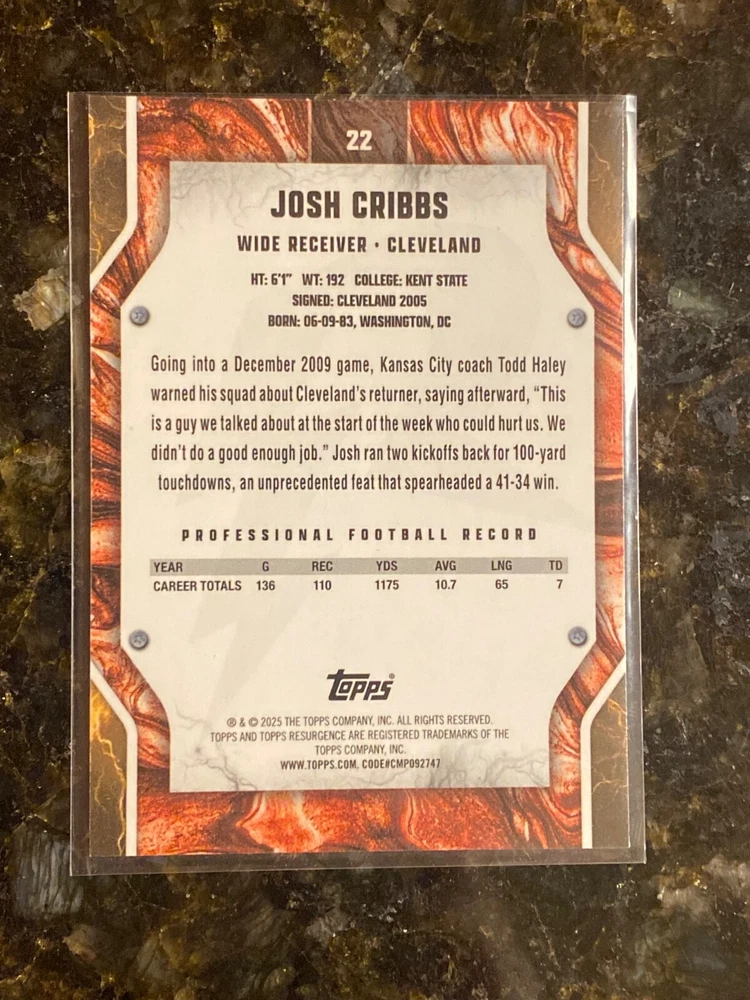 22
JOSH CRIBBS
WIDE RECEIVER • CLEVELAND
HT: 6'1" WT: 192 COLLEGE: KENT STATE
SIGNED: CLEVELAND 2005
BORN: 06-09-83, WASHINGTON, DC
Going into a December 2009 game, Kansas City coach Todd Haley
warned his squad about Cleveland's returner, saying afterward, "This
is a guy we talked about at the start of the week who could hurt us. We
didn't do a good enough job." Josh ran two kickoffs back for 100-yard
touchdowns, an unprecedented feat that spearheaded a 41-34 win.
PROFESSIONAL FOOTBALL RECORD
YEAR G REC YDS AVG LNG TD
CAREER TOTALS 136 110 1175 10.7 65 7
topps®
® & © 2025 THE TOPPS COMPANY, INC. ALL RIGHTS RESERVED.
TOPPS AND TOPPS RESURGENCE ARE REGISTERED TRADEMARKS OF THE
TOPPS COMPANY, INC.
WWW.TOPPS.COM. CODE#CMP092747